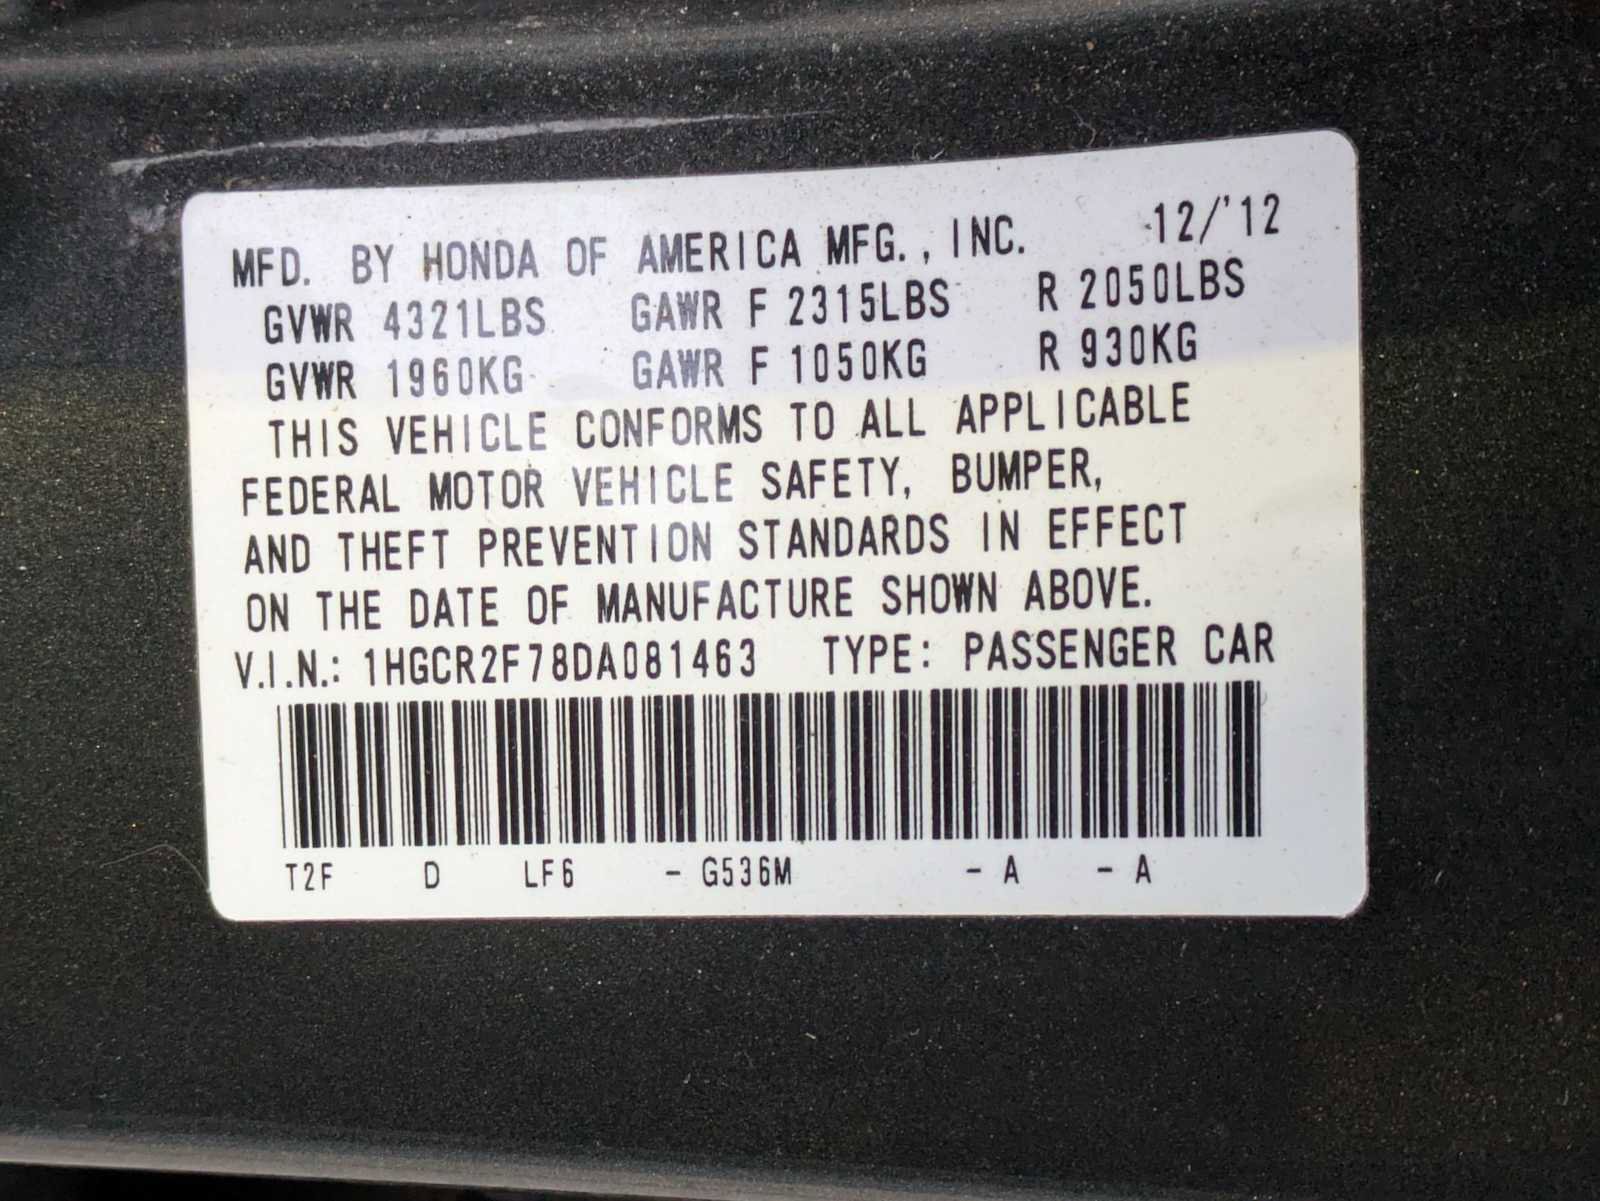 MFD. BY HONDA OF AMERICA MFG., INC. 12/'12
GVWR 4321LBS GAWR F 2315LBS R 2050LBS
GVWR 1960KG GAWR F 1050KG R 930KG
THIS VEHICLE CONFORMS TO ALL APPLICABLE
FEDERAL MOTOR VEHICLE SAFETY, BUMPER,
AND THEFT PREVENTION STANDARDS IN EFFECT
ON THE DATE OF MANUFACTURE SHOWN ABOVE.
V.I.N.: 1HGCR2F78DA081463 TYPE: PASSENGER CAR
T2F D LF6 - G536M - A - A